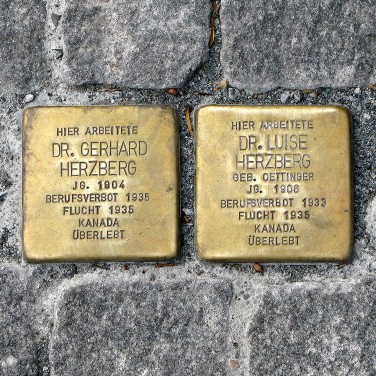 HIER ARBEITETE
DR. GERHARD
HERZBERG
JG. 1904
BERUFSVERBOT 1935
FLUCHT 1935
KANADA
ÜBERLEBT
HIER ARBEITETE
DR. LUISE
HERZBERG
GEB. OETTINGER
JG. 1906
BERUFSVERBOT 1933
FLUCHT 1935
KANADA
ÜBERLEBT